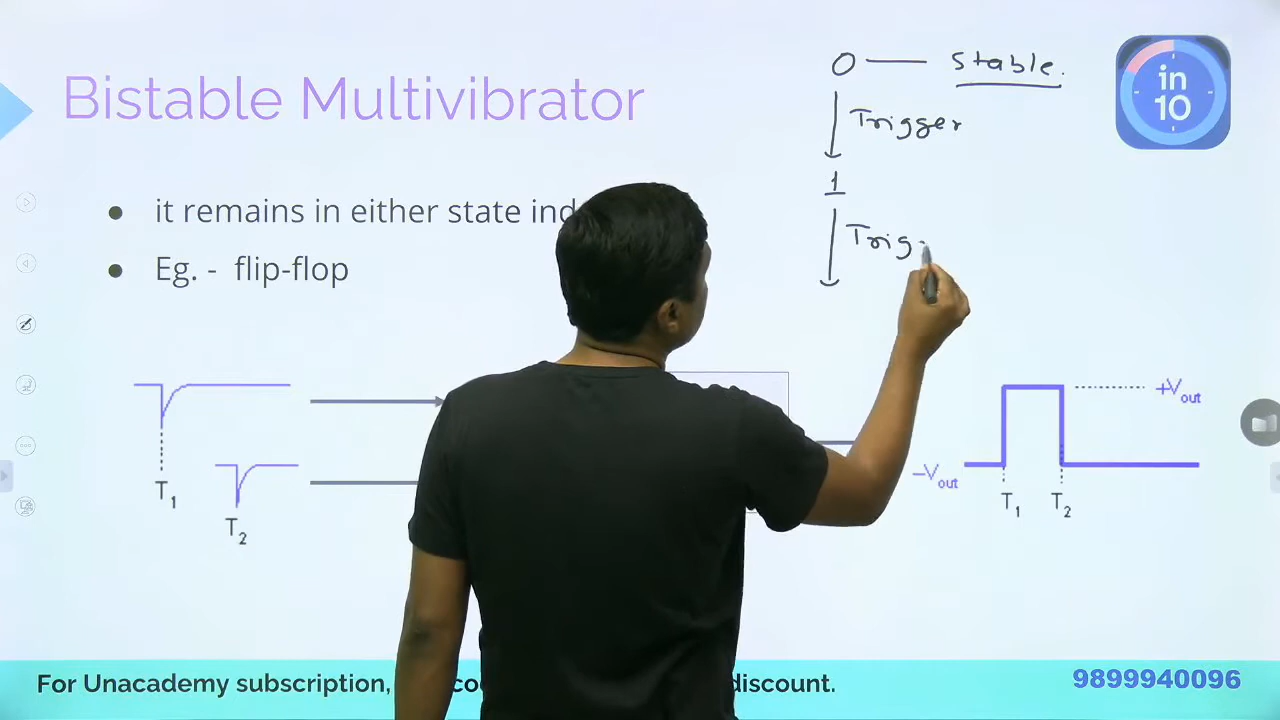 Bistable Multivibrator
0 — Stable.
Trigger
1
Trig
in
10
it remains in either state
Eg. - flip-flop
T1
T2
+Vout
-Vout
T1
T2
For Unacademy subscription, discount.
9899940096